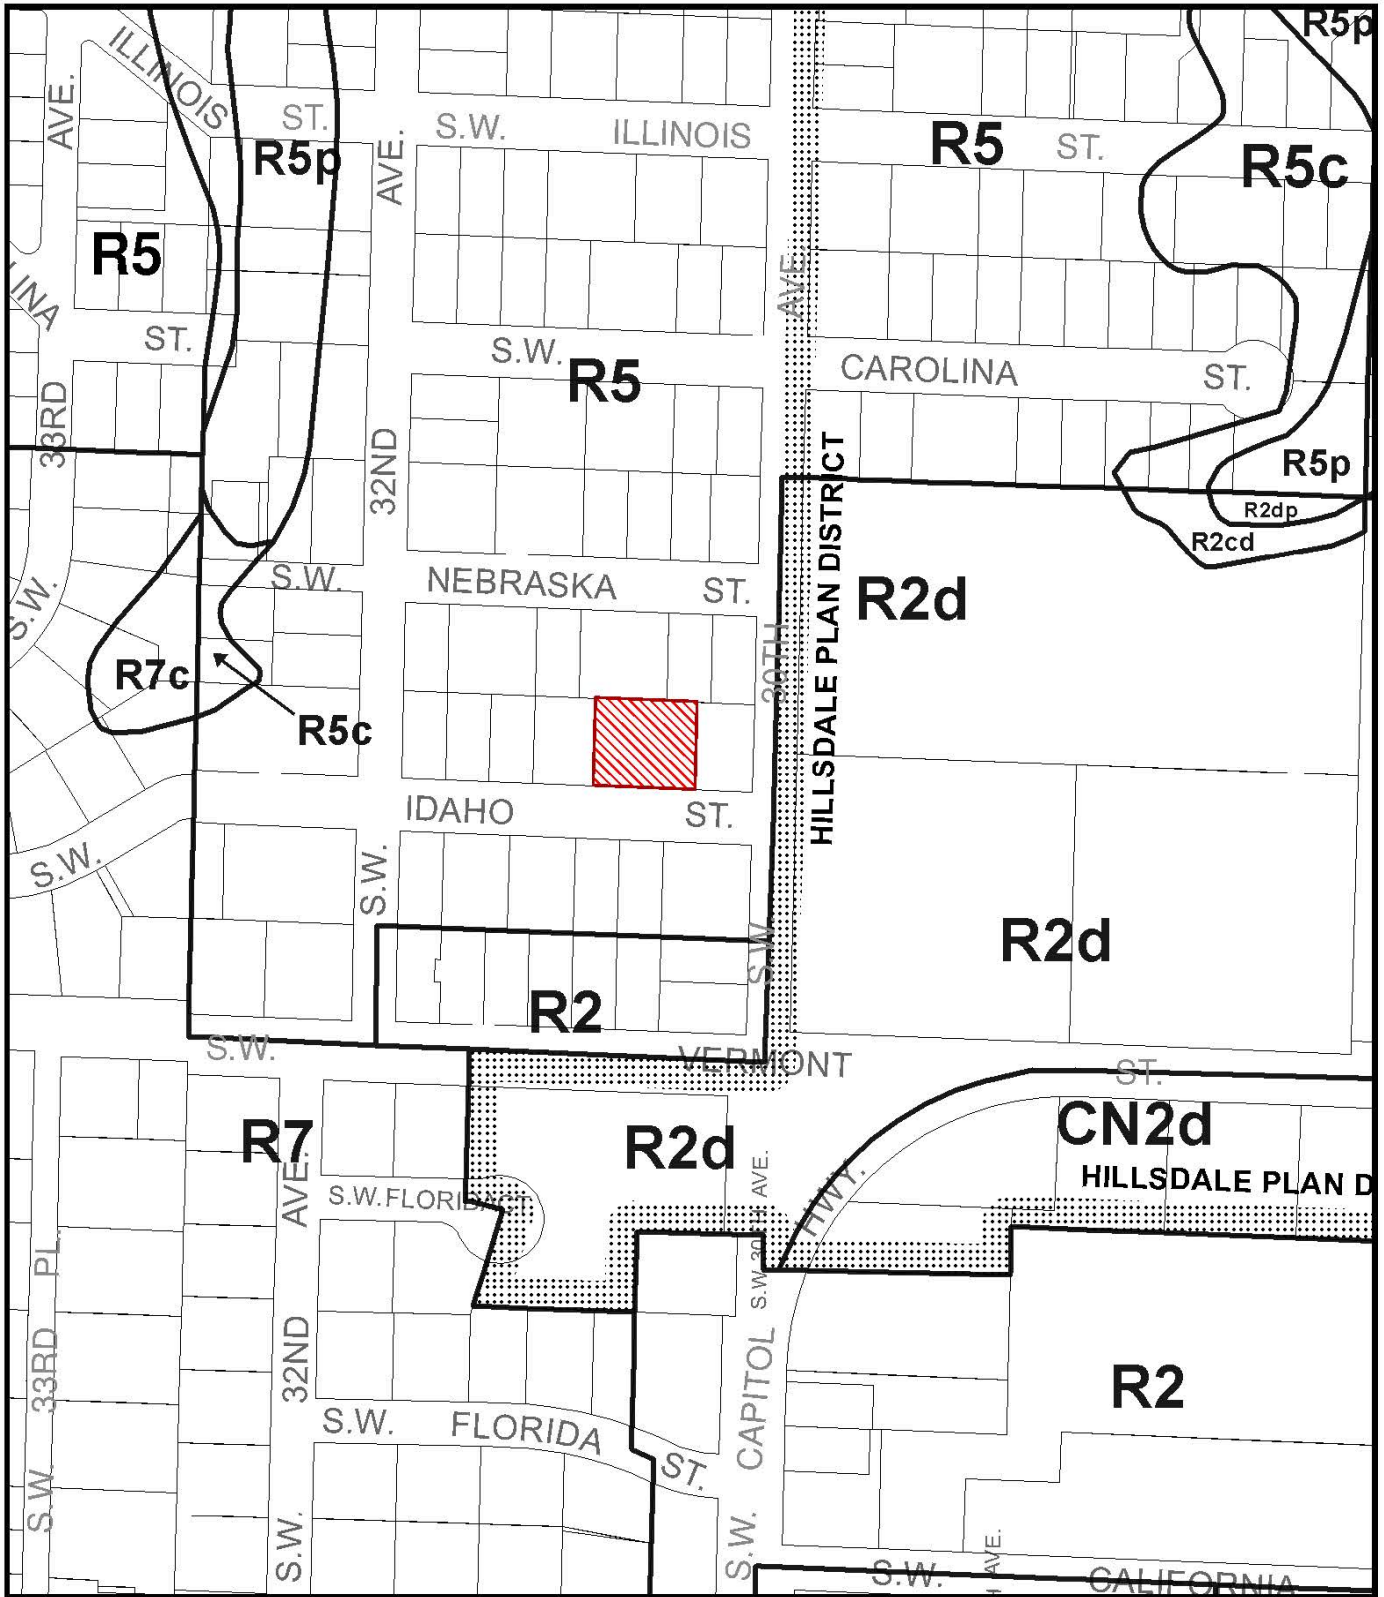 R5p
ILLINOIS
AVE.
ST.
S.W.
ILLINOIS
R5
ST.
R5p
AVE.
R5c
R5
AVE.
INA
ST.
S.W.
R5
CAROLINA
ST.
33RD
32ND
HILLSDALE PLAN DISTRICT
R5p
R2dp
R2cd
S.W.
S.W.
NEBRASKA
ST.
R2d
30TH
R7c
R5c
IDAHO
ST.
S.W.
S.W.
S.W.
R2d
R2
S.W.
VERMONT
ST.
R7
R2d
CN2d
HILLSDALE PLAN D
AVE.
S.W. FLORIDA CT
S.W. 30TH AVE.
HWY.
PL.
33RD
32ND
CAPITOL
R2
S.W.
FLORIDA
ST.
S.W.
S.W.
S.W.
S.W.
H AVE.
CALIFORNIA